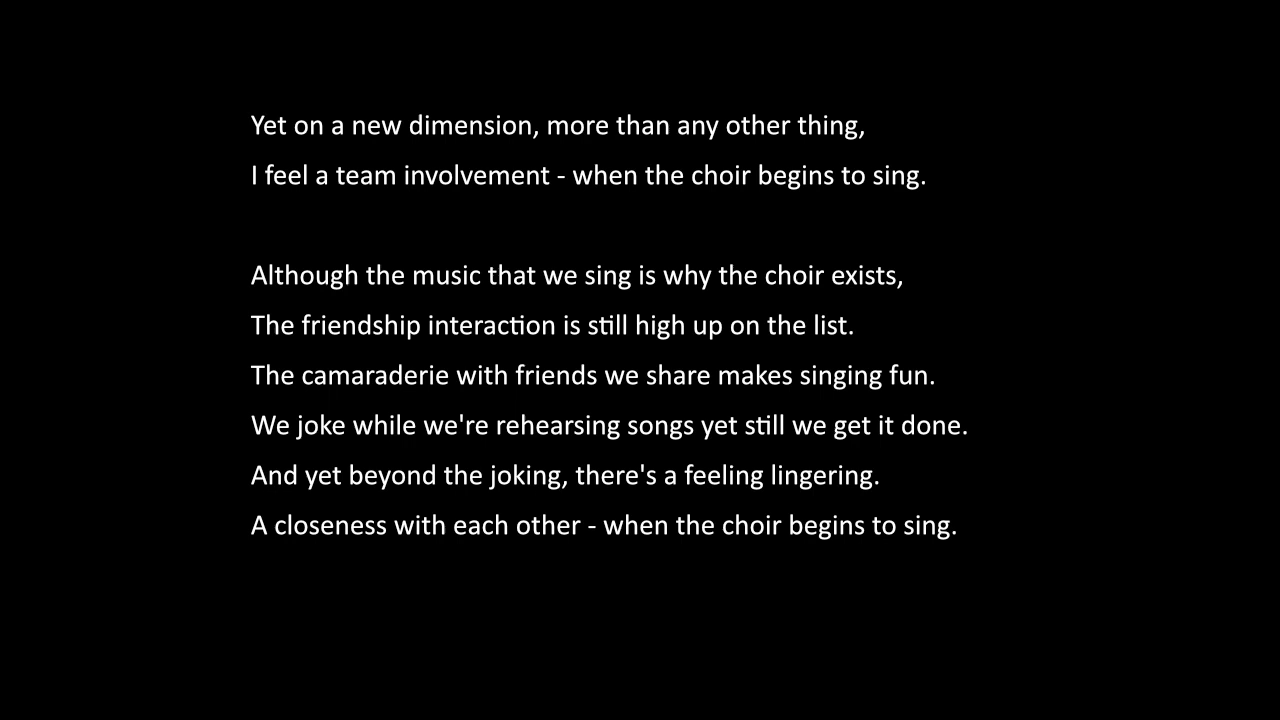 Yet on a new dimension, more than any other thing,
I feel a team involvement - when the choir begins to sing.
Although the music that we sing is why the choir exists,
The friendship interaction is still high up on the list.
The camaraderie with friends we share makes singing fun.
We joke while we're rehearsing songs yet still we get it done.
And yet beyond the joking, there's a feeling lingering.
A closeness with each other - when the choir begins to sing.